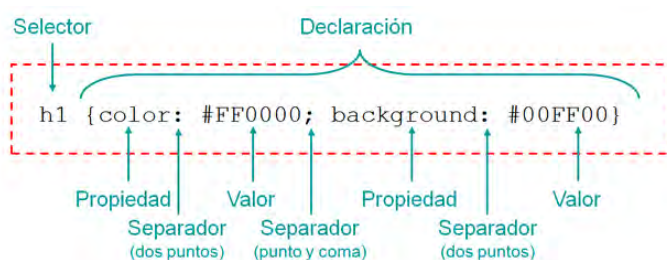 Selector
Declaración
h1 {color: #FF0000; background: #00FF00}
Propiedad
Valor
Propiedad
Valor
Separador
(dos puntos)
Separador
(punto y coma)
Separador
(dos puntos)